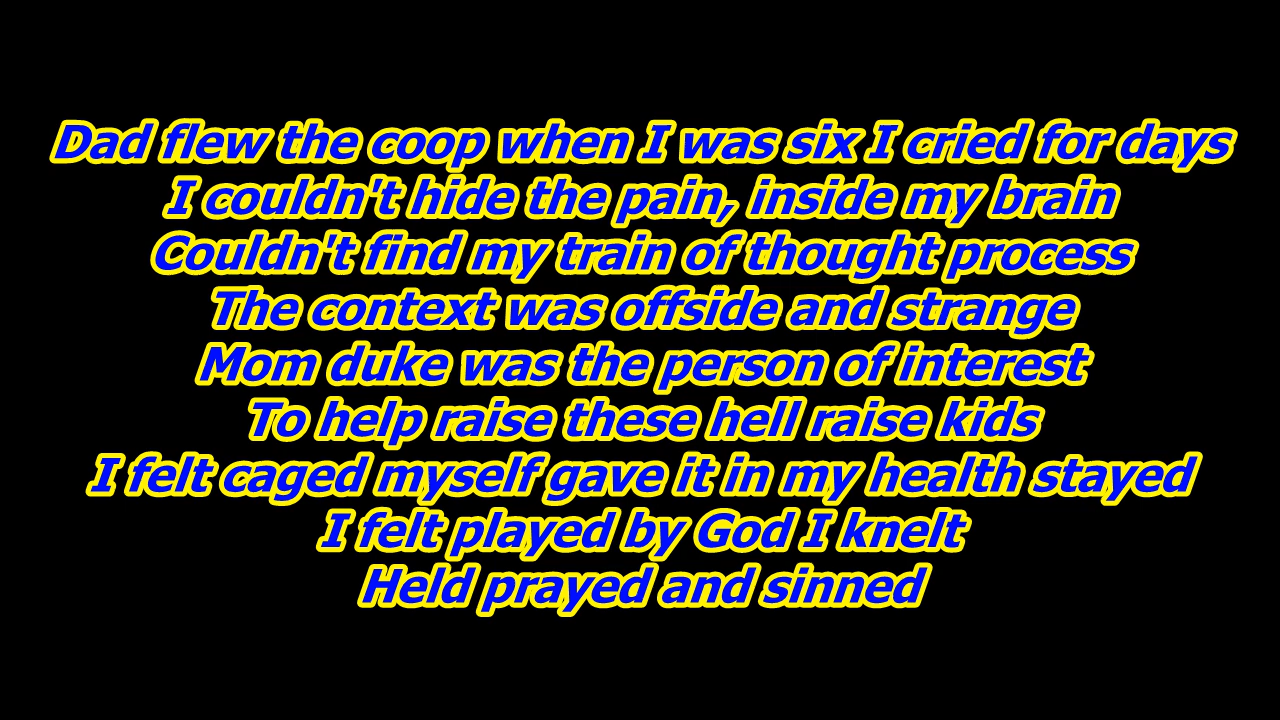 Dad flew the coop when I was six I cried for days
I couldn't hide the pain, inside my brain
Couldn't find my train of thought process
The context was offside and strange
Mom duke was the person of interest
To help raise these hell raise kids
I felt caged myself gave it in my health stayed
I felt played by God I knelt
Held prayed and sinned